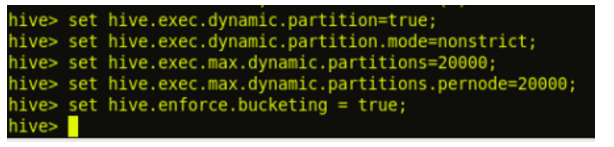 hive> set hive.exec.dynamic.partition=true;
hive> set hive.exec.dynamic.partition.mode=nonstrict;
hive> set hive.exec.max.dynamic.partitions=20000;
hive> set hive.exec.max.dynamic.partitions.pernode=20000;
hive> set hive.enforce.bucketing = true;
hive>